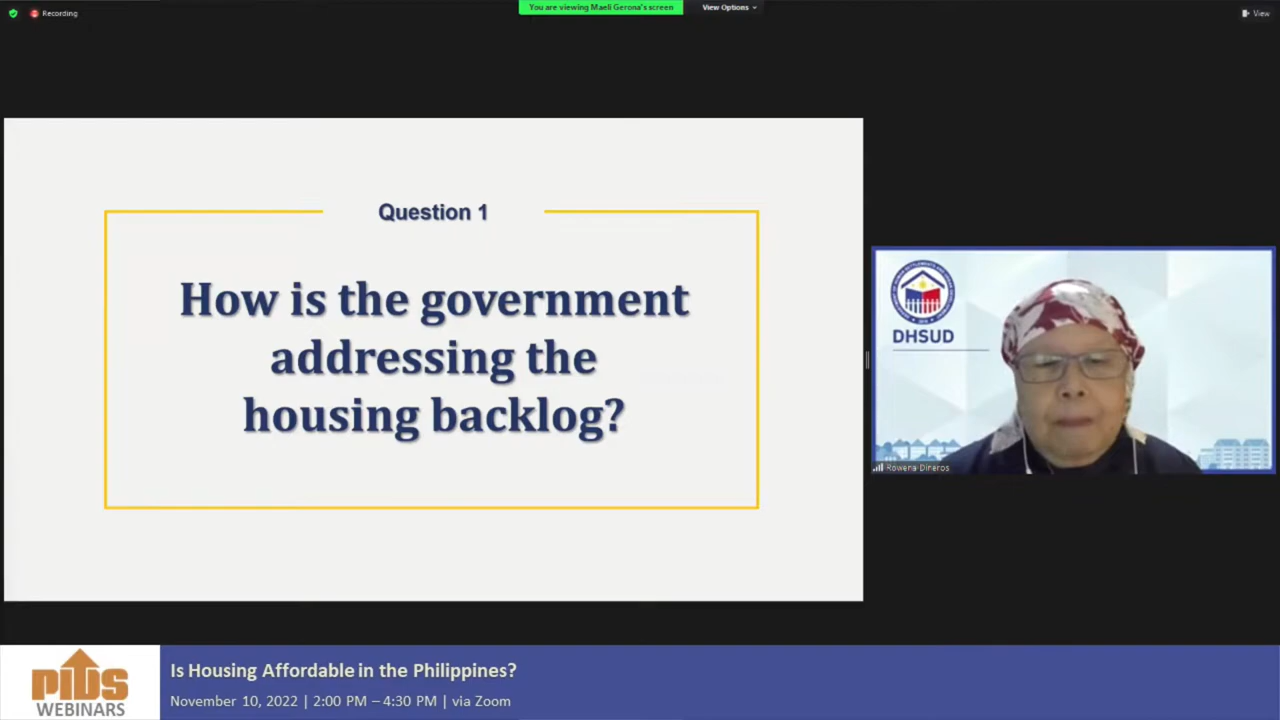 Recording
You are viewing Maeli Gerona's screen
View Options
View
Question 1
How is the government
addressing the
housing backlog?
DHSUD
Rowena Dineros
PIDS
WEBINARS
Is Housing Affordable in the Philippines?
November 10, 2022 | 2:00 PM – 4:30 PM | via Zoom